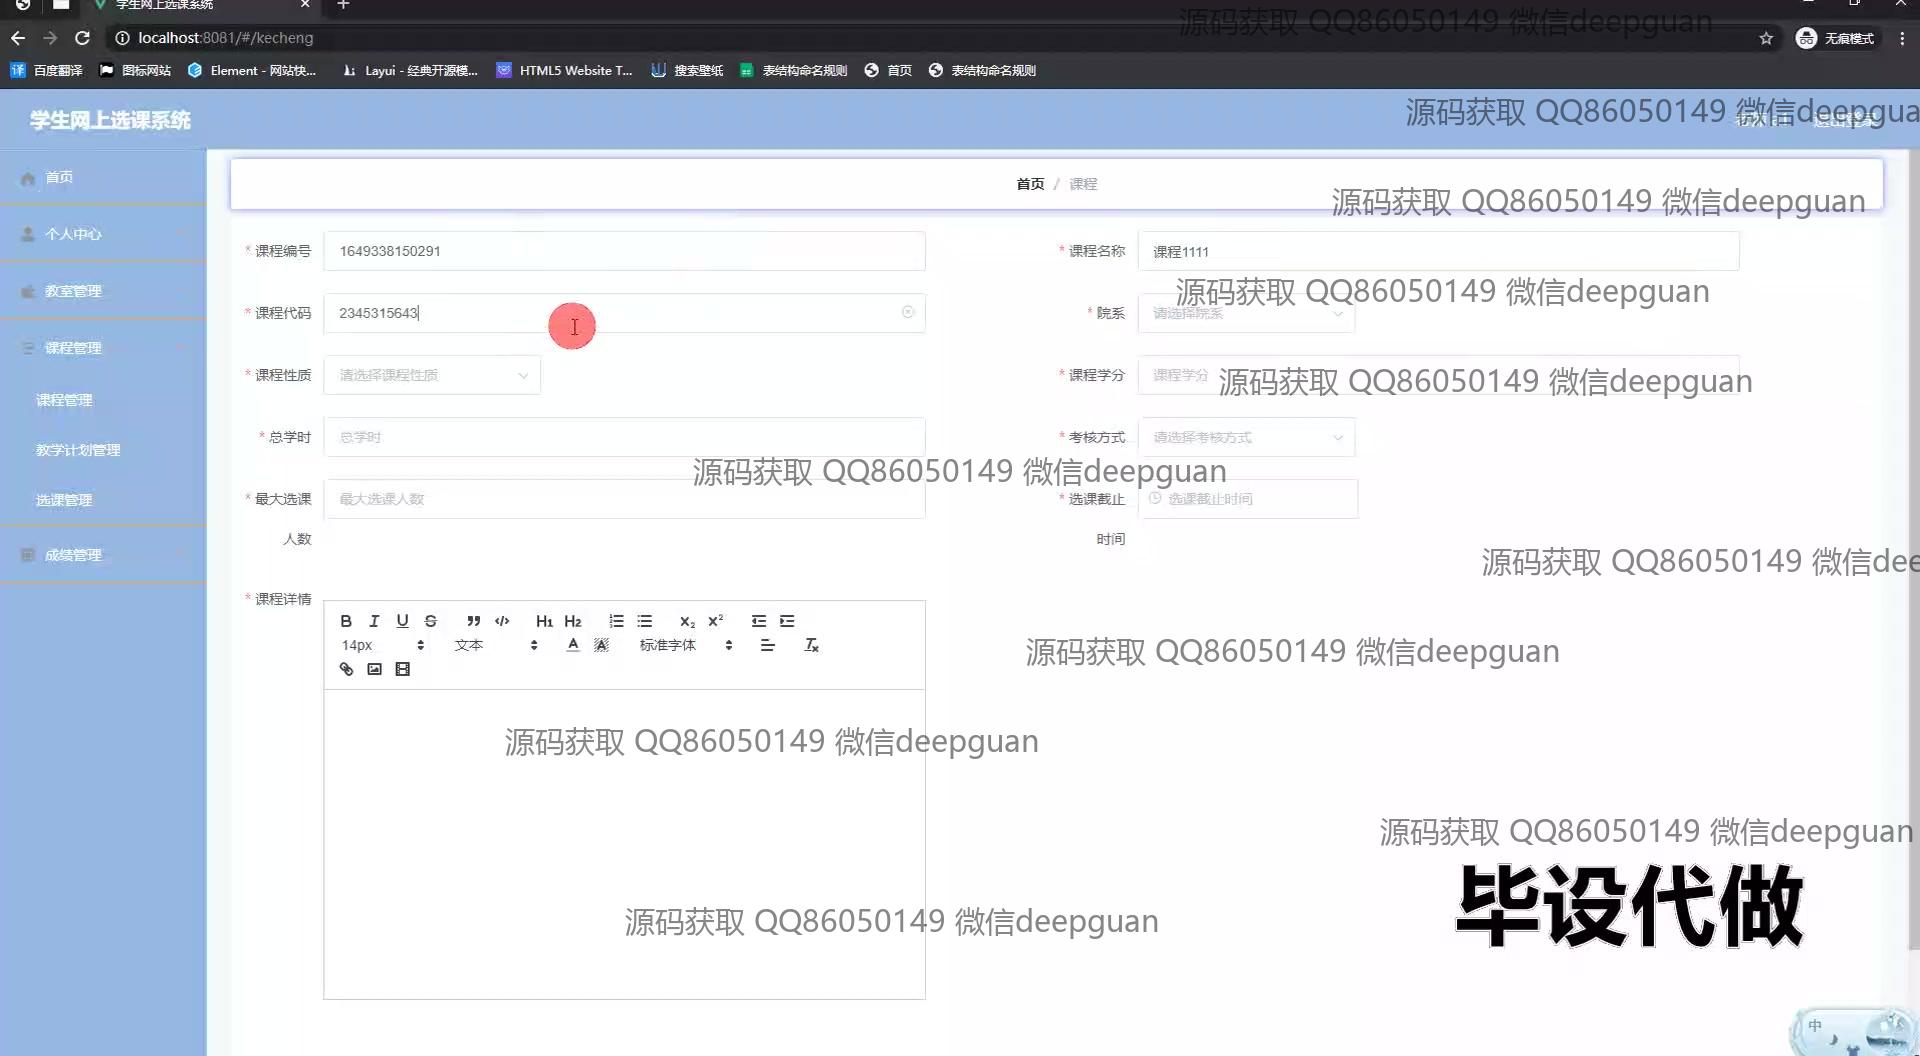 学生网上选课系统
源码获取 QQ86050149 微信deepguan
localhost:8081/#/kecheng
无痕模式
百度翻译
图标网站
Element - 网站快...
Layui - 经典开源模...
HTML5 Website T...
搜索壁纸
表结构命名规则
首页
表结构命名规则
学生网上选课系统
源码获取 QQ86050149 微信deepgua
首页
首页 / 课程
源码获取 QQ86050149 微信deepguan
个人中心
* 课程编号
1649338150291
* 课程名称
课程1111
教室管理
源码获取 QQ86050149 微信deepguan
* 课程代码
2345315643
* 院系
请选择院系
课程管理
* 课程性质
请选择课程性质
* 课程学分
课程学分
源码获取 QQ86050149 微信deepguan
课程管理
* 总学时
总学时
* 考核方式
请选择考核方式
教学计划管理
源码获取 QQ86050149 微信deepguan
* 最大选课
人数
最大选课人数
* 选课截止
时间
选课截止时间
选课管理
成绩管理
源码获取 QQ86050149 微信dee
* 课程详情
B I U S H1 H2 x2 x2
14px
文本
A
标准字体
源码获取 QQ86050149 微信deepguan
源码获取 QQ86050149 微信deepguan
源码获取 QQ86050149 微信deepguan
毕设代做
源码获取 QQ86050149 微信deepguan
中